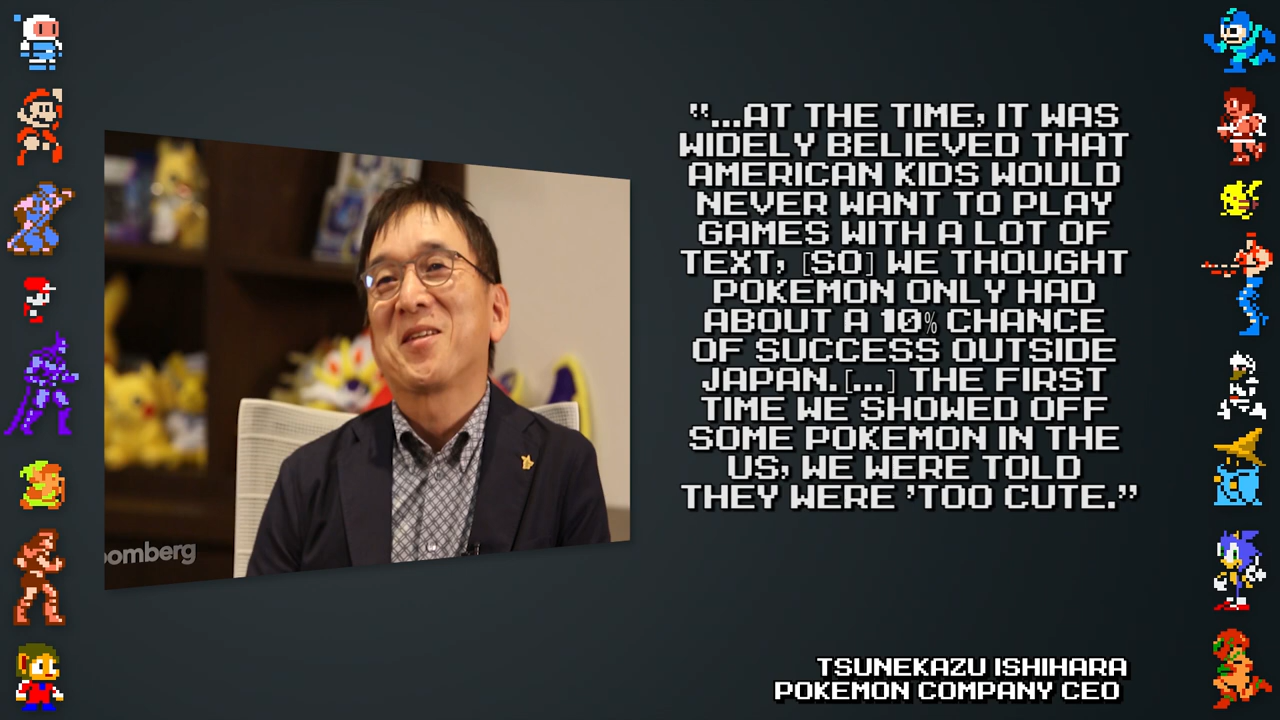 "...AT THE TIME, IT WAS
WIDELY BELIEVED THAT
AMERICAN KIDS WOULD
NEVER WANT TO PLAY
GAMES WITH A LOT OF
TEXT, [SO] WE THOUGHT
POKEMON ONLY HAD
ABOUT A 10% CHANCE
OF SUCCESS OUTSIDE
JAPAN.[...] THE FIRST
TIME WE SHOWED OFF
SOME POKEMON IN THE
US, WE WERE TOLD
THEY WERE 'TOO CUTE."
oomberg
TSUNEKAZU ISHIHARA
POKEMON COMPANY CEO